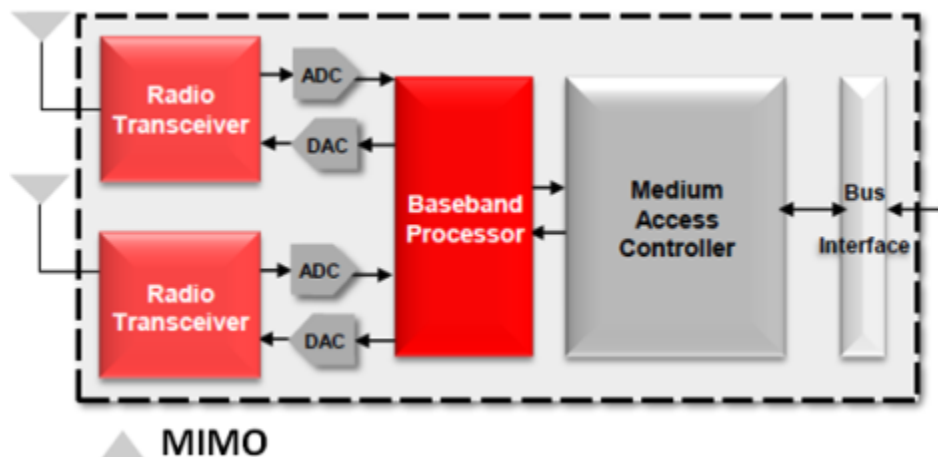 Radio
Transceiver
ADC
DAC
Radio
Transceiver
ADC
DAC
Baseband
Processor
Medium
Access
Controller
Bus
Interface
MIMO